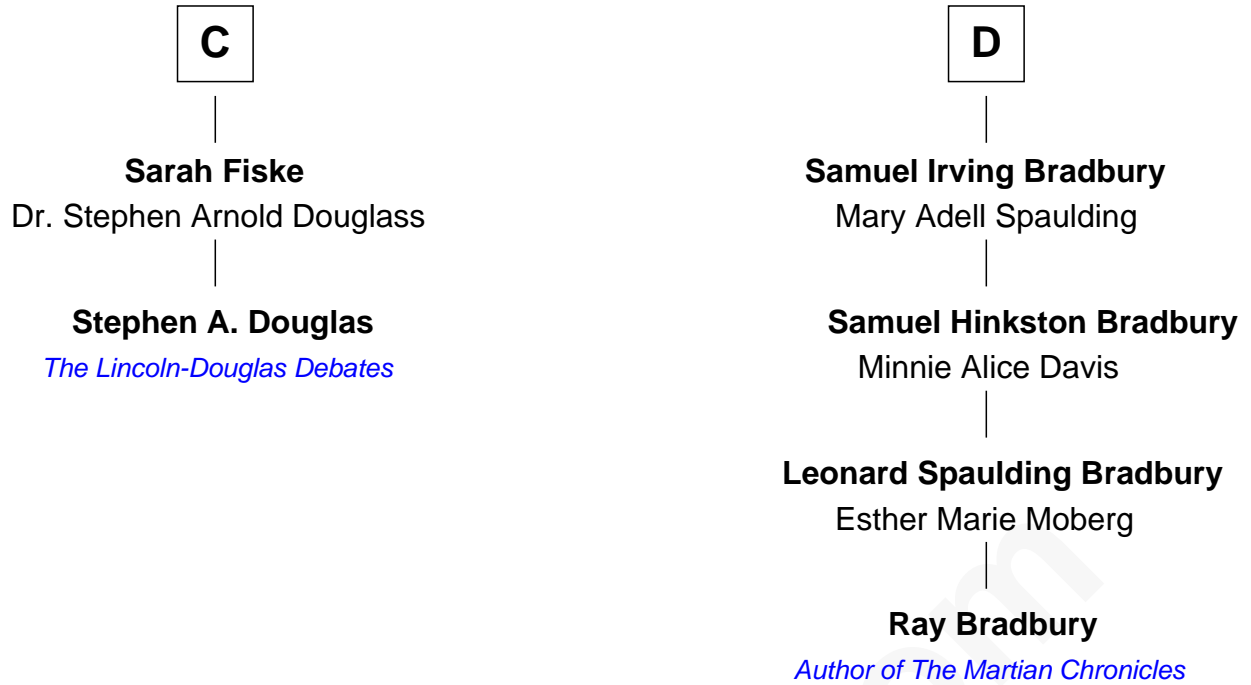 C
Sarah Fiske
Dr. Stephen Arnold Douglass
Stephen A. Douglas
The Lincoln-Douglas Debates
D
Samuel Irving Bradbury
Mary Adell Spaulding
Samuel Hinkston Bradbury
Minnie Alice Davis
Leonard Spaulding Bradbury
Esther Marie Moberg
Ray Bradbury
Author of The Martian Chronicles